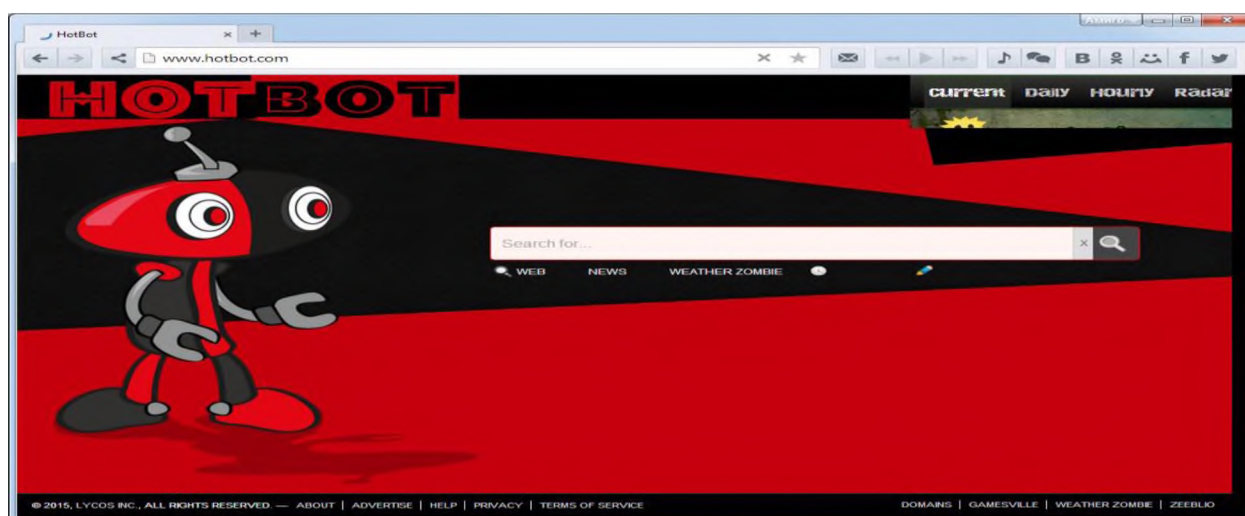 Амиго
HotBot
www.hotbot.com
HOTBOT
Current Daily Hourly Radar
Search for...
WEB NEWS WEATHER ZOMBIE
© 2015, LYCOS INC., ALL RIGHTS RESERVED. — ABOUT | ADVERTISE | HELP | PRIVACY | TERMS OF SERVICE
DOMAINS | GAMESVILLE | WEATHER ZOMBIE | ZEEBLIO